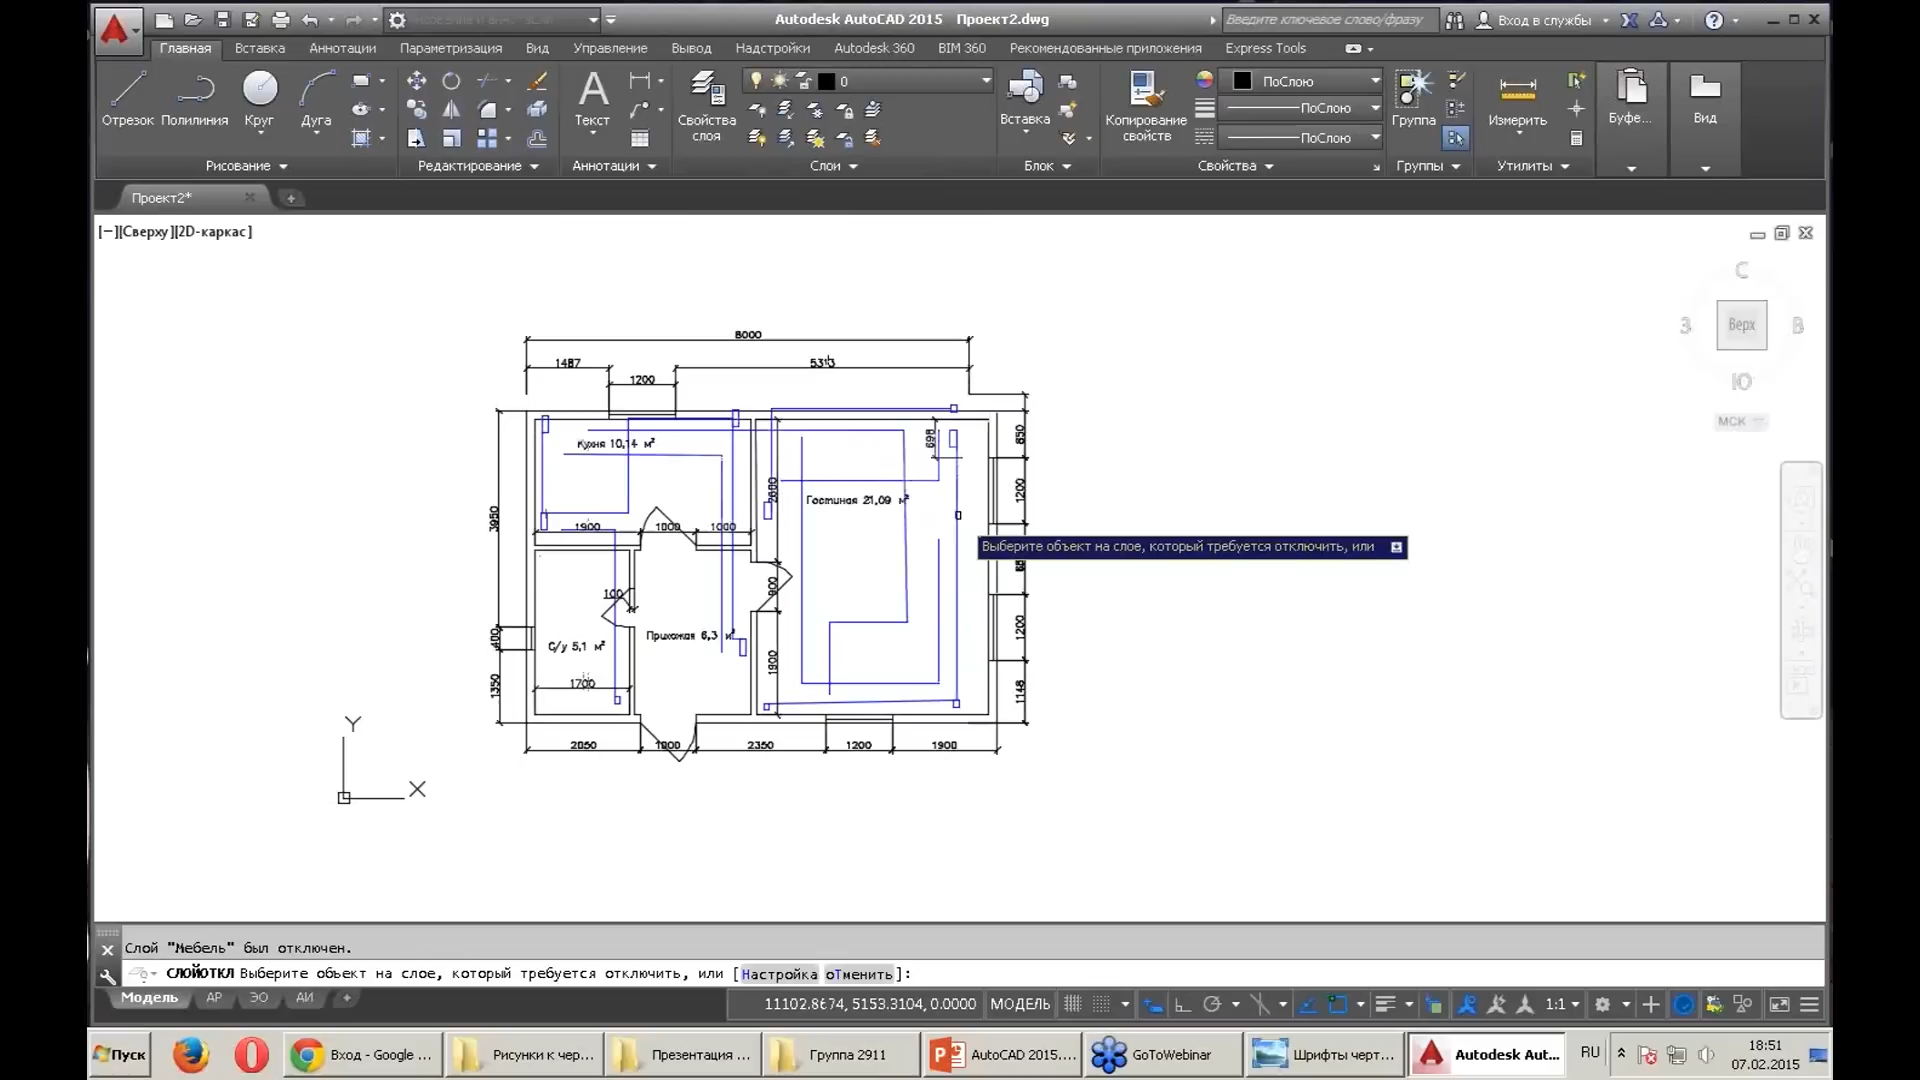 Autodesk AutoCAD 2015 Проект2.dwg
Введите ключевое слово/фразу
Вход в службы
Главная Вставка Аннотации Параметризация Вид Управление Вывод Надстройки Autodesk 360 BIM 360 Рекомендованные приложения Express Tools
Отрезок Полилиния Круг Дуга
Текст
Свойства слоя
0
Вставка
Копирование свойств
ПоСлою
ПоСлою
ПоСлою
Группа
Измерить
Буфе...
Вид
Рисование Редактирование Аннотации Слои Блок Свойства Группы Утилиты
Проект2*
[−][Сверху][2D-каркас]
С
З Верх В
Ю
МСК
8000
1487 5313
1200
Кухня 10,14 м²
698
850
2600
1200
Гостиная 21,09 м²
3950
1900 1000 1000
Выберите объект на слое, который требуется отключить, или
100
900
400
С/у 5,1 м²
Прихожая 6,3 м²
1200
1900
1350
1700
1148
2050 1000 2350 1200 1900
Y
X
Слой "Мебель" был отключен.
СЛОЙОТКЛ Выберите объект на слое, который требуется отключить, или [Настройка оТменить]:
Модель АР ЭО АИ
11102.8674, 5153.3104, 0.0000 МОДЕЛЬ 1:1
Пуск
Вход - Google ...
Рисунки к чер...
Презентация ...
Группа 2911
AutoCAD 2015....
GoToWebinar
Шрифты черт...
Autodesk Aut...
RU
18:51
07.02.2015